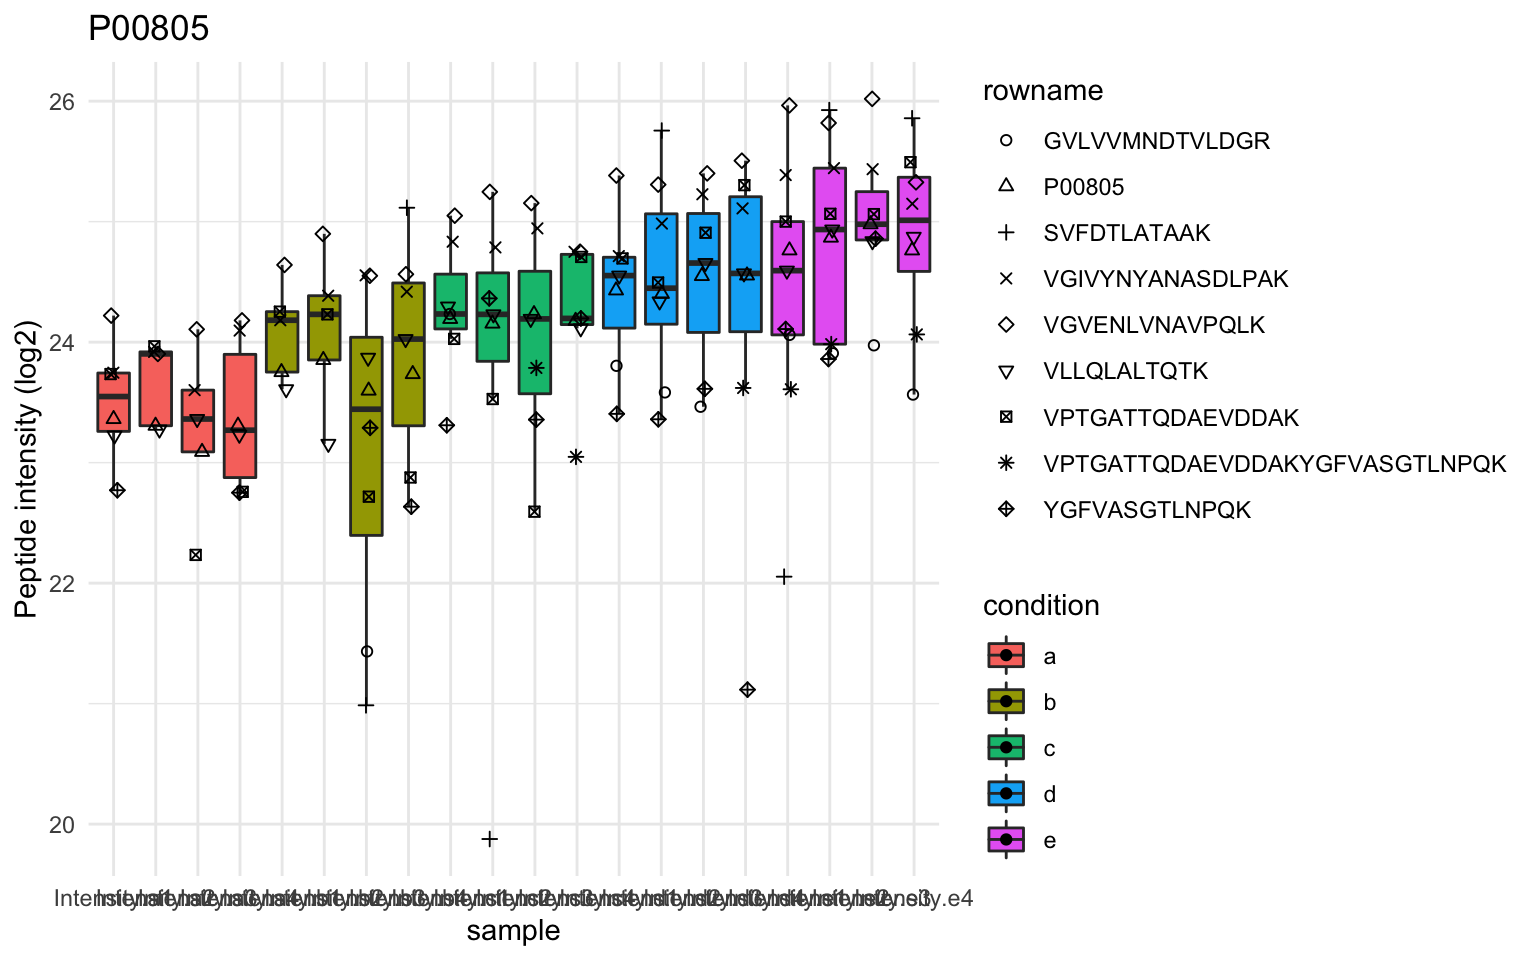 P00805
Peptide intensity (log2)
26
24
22
20
sample
rowname
GVLVVMNDTVLDGR
P00805
SVFDTLATAAK
VGIVYNYANASDLPAK
VGVENLVNAVPQLK
VLLQLALTQTK
VPTGATTQDAEVDDAK
VPTGATTQDAEVDDAKYGFVASGTLNPQK
YGFVASGTLNPQK
condition
a
b
c
d
e